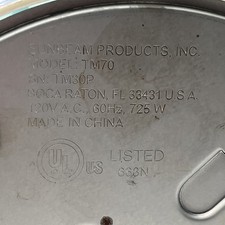 SUNBEAM PRODUCTS, INC.
MODEL: TM70
P.N. TM30P
BOCA RATON, FL 33431 U.S.A.
120V A.C., 60Hz, 725 W
MADE IN CHINA
UL US LISTED
333N